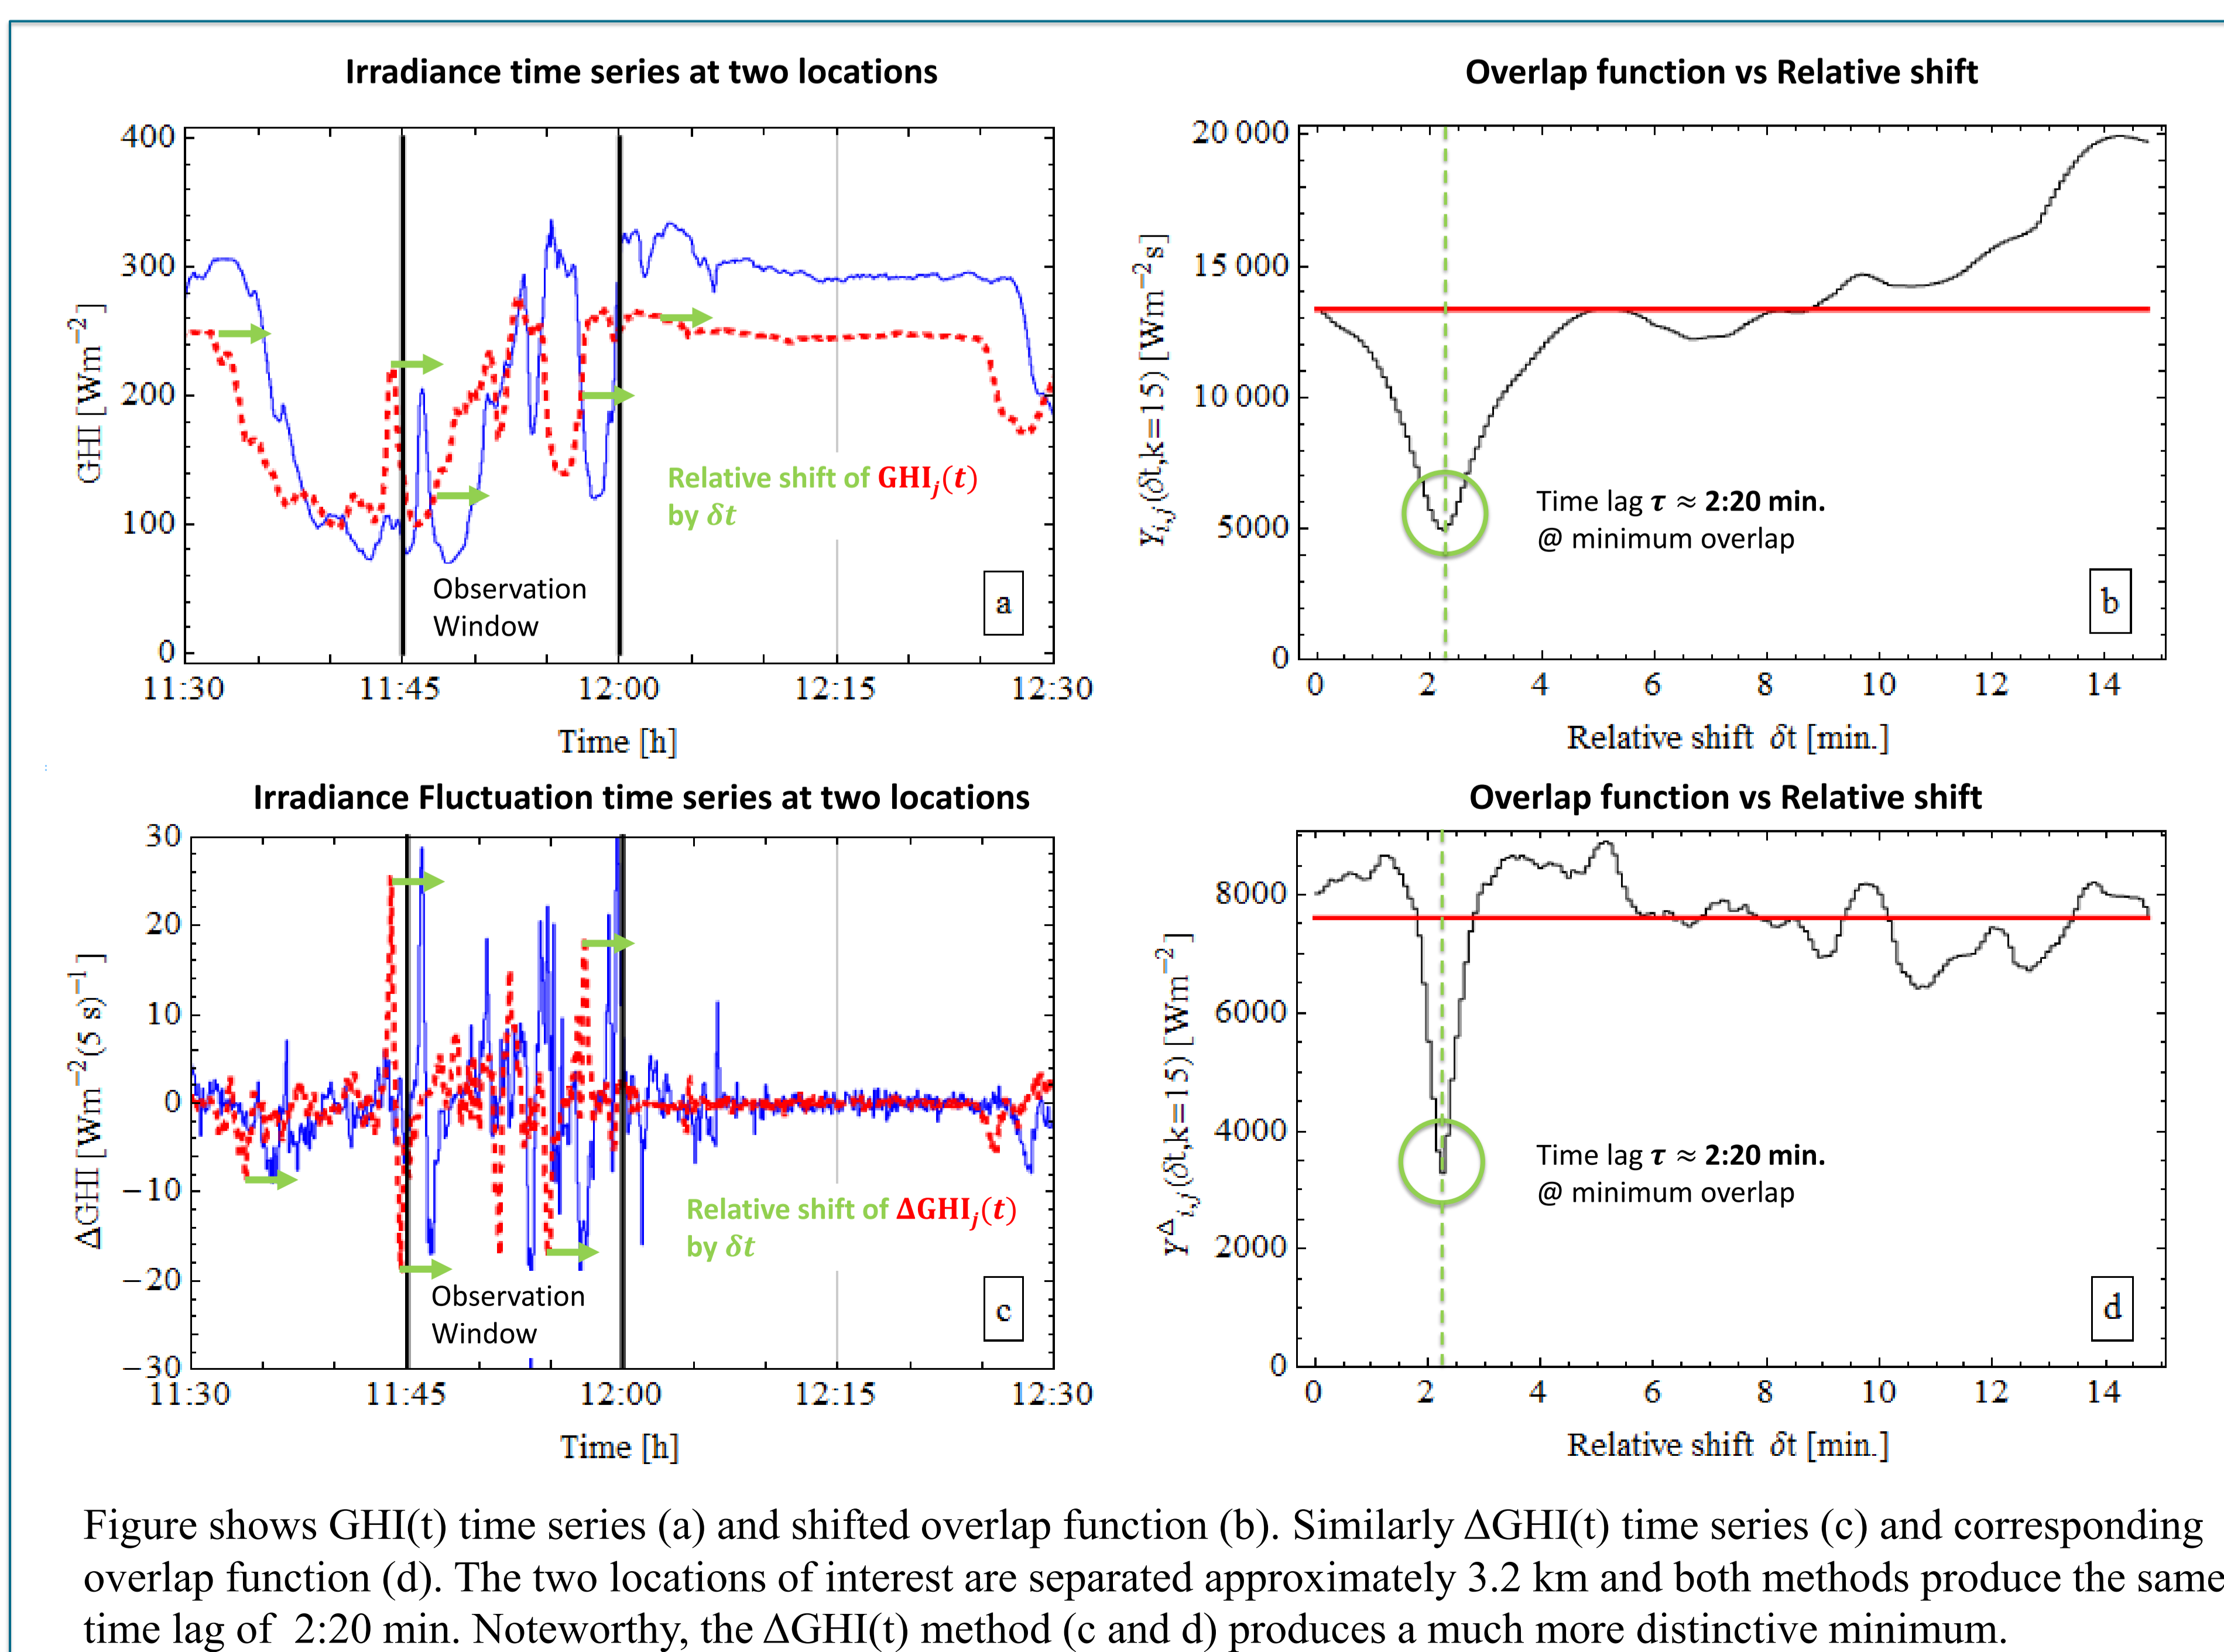 Irradiance time series at two locations
400
300
200
100
0
GHI [Wm−2]
11:30 11:45 12:00 12:15 12:30
Time [h]
Relative shift of GHIj(t)
by δt
Observation
Window
a
Overlap function vs Relative shift
20 000
15 000
10 000
5000
0
Yi,j(δt,k=15) [Wm−2s]
0 2 4 6 8 10 12 14
Relative shift δt [min.]
Time lag τ ≈ 2:20 min.
@ minimum overlap
b
Irradiance Fluctuation time series at two locations
30
20
10
0
−10
−20
−30
ΔGHI [Wm−2(5 s)−1]
11:30 11:45 12:00 12:15 12:30
Time [h]
Relative shift of ΔGHIj(t)
by δt
Observation
Window
c
Overlap function vs Relative shift
8000
6000
4000
2000
0
YΔi,j(δt,k=15) [Wm−2]
0 2 4 6 8 10 12 14
Relative shift δt [min.]
Time lag τ ≈ 2:20 min.
@ minimum overlap
d
Figure shows GHI(t) time series (a) and shifted overlap function (b). Similarly ΔGHI(t) time series (c) and corresponding
overlap function (d). The two locations of interest are separated approximately 3.2 km and both methods produce the same
time lag of 2:20 min. Noteworthy, the ΔGHI(t) method (c and d) produces a much more distinctive minimum.